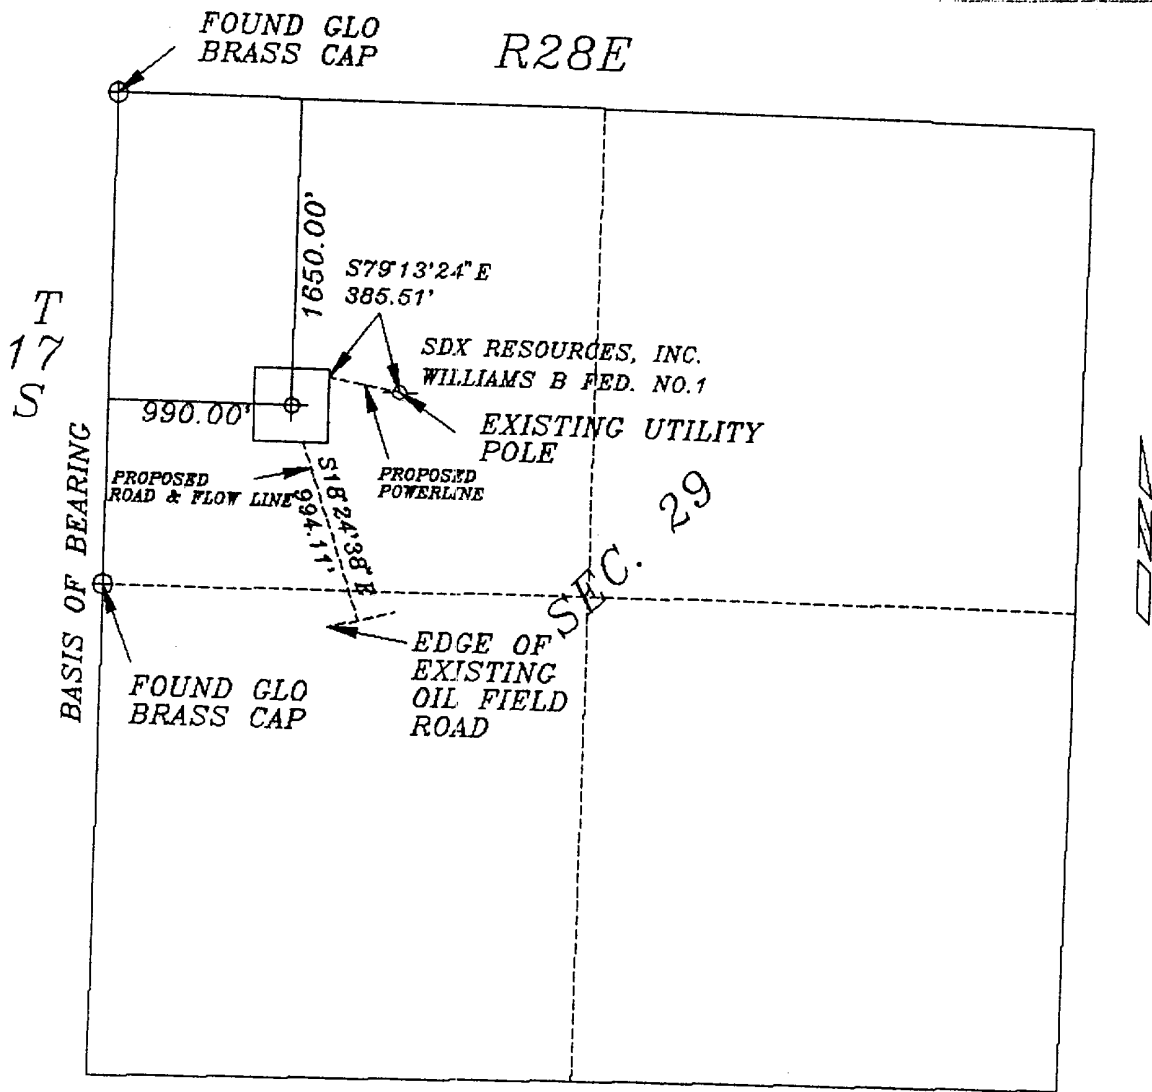 FOUND GLO
BRASS CAP
R28E
1650.00'
S79°13'24"E
385.51'
T
17
S
SDX RESOURCES, INC.
WILLIAMS B FED. NO.1
990.00'
EXISTING UTILITY
POLE
PROPOSED
ROAD & FLOW LINE
PROPOSED
POWERLINE
S18°24'38"E
994.11'
SEC. 29
BASIS OF BEARING
EDGE OF
EXISTING
OIL FIELD
ROAD
FOUND GLO
BRASS CAP